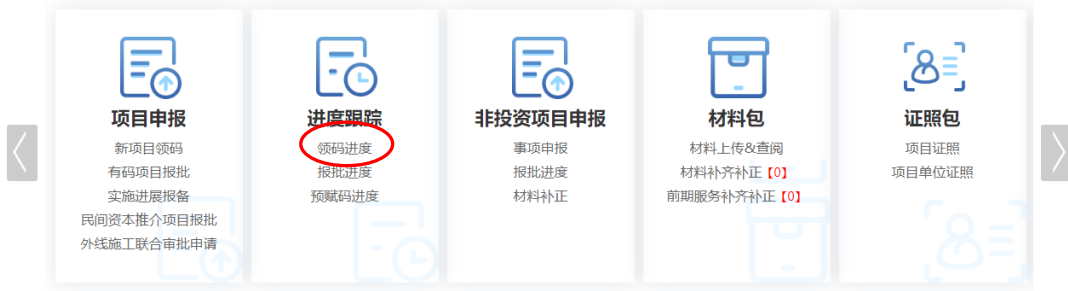 项目申报
新项目领码
有码项目报批
实施进展报备
民间资本推介项目报批
外线施工联合审批申请
进度跟踪
领码进度
报批进度
预赋码进度
非投资项目申报
事项申报
报批进度
材料补正
材料包
材料上传&查阅
材料补齐补正【0】
前期服务补齐补正【0】
证照包
项目证照
项目单位证照